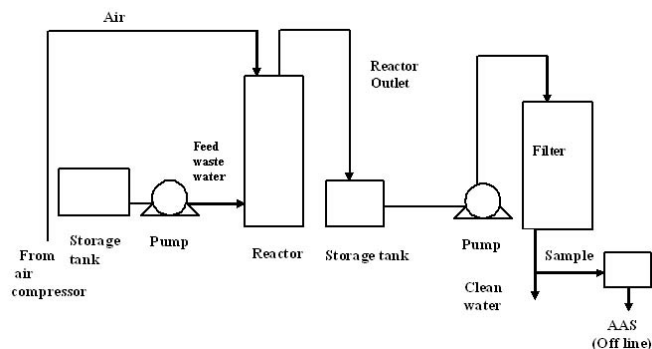 Air
Reactor
Outlet
Feed
waste
water
Filter
Storage
tank
Pump
Reactor
Storage tank
Pump
From
air
compressor
Sample
Clean
water
AAS
(Off line)